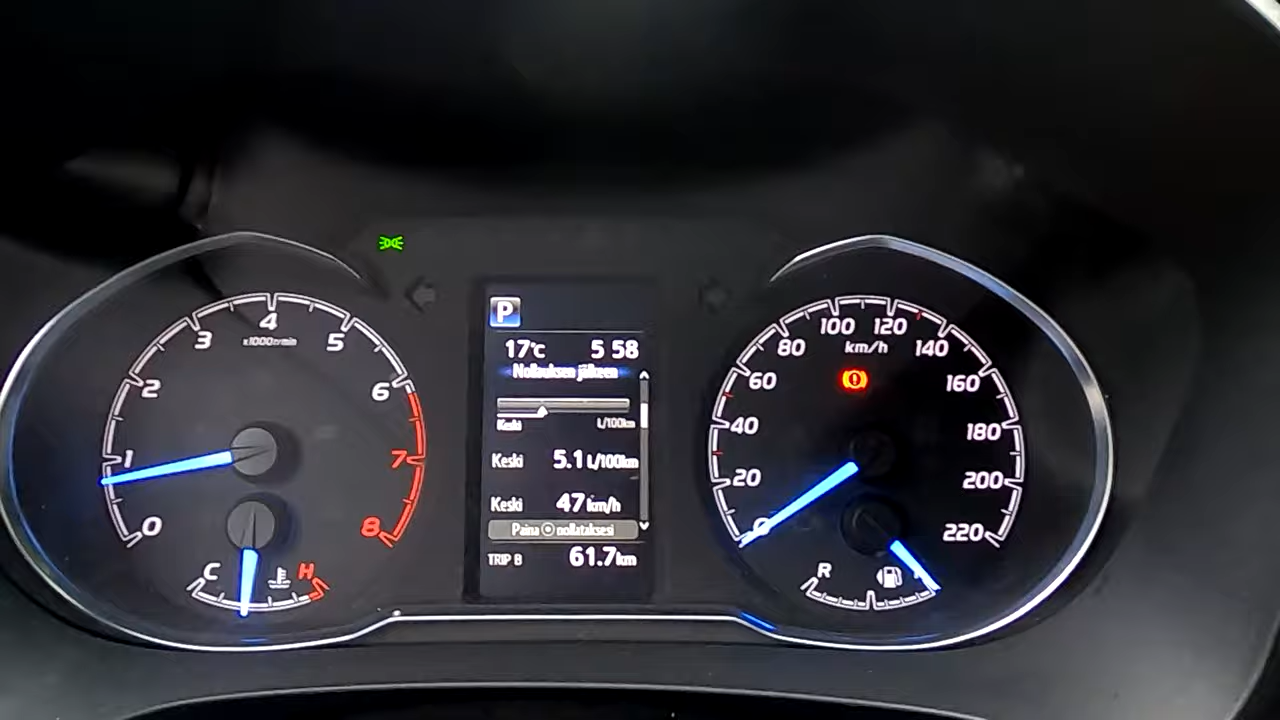 P
17°C 5 58
Nollauksen jälkeen
Keski L/100km
Keski 5.1 L/100km
Keski 47 km/h
Paina nollataksesi
TRIP B 61.7 km
0 1 2 3 4 5 6 7 8
x1000r/min
C H
0 20 40 60 80 100 120 140 160 180 200 220
km/h
R